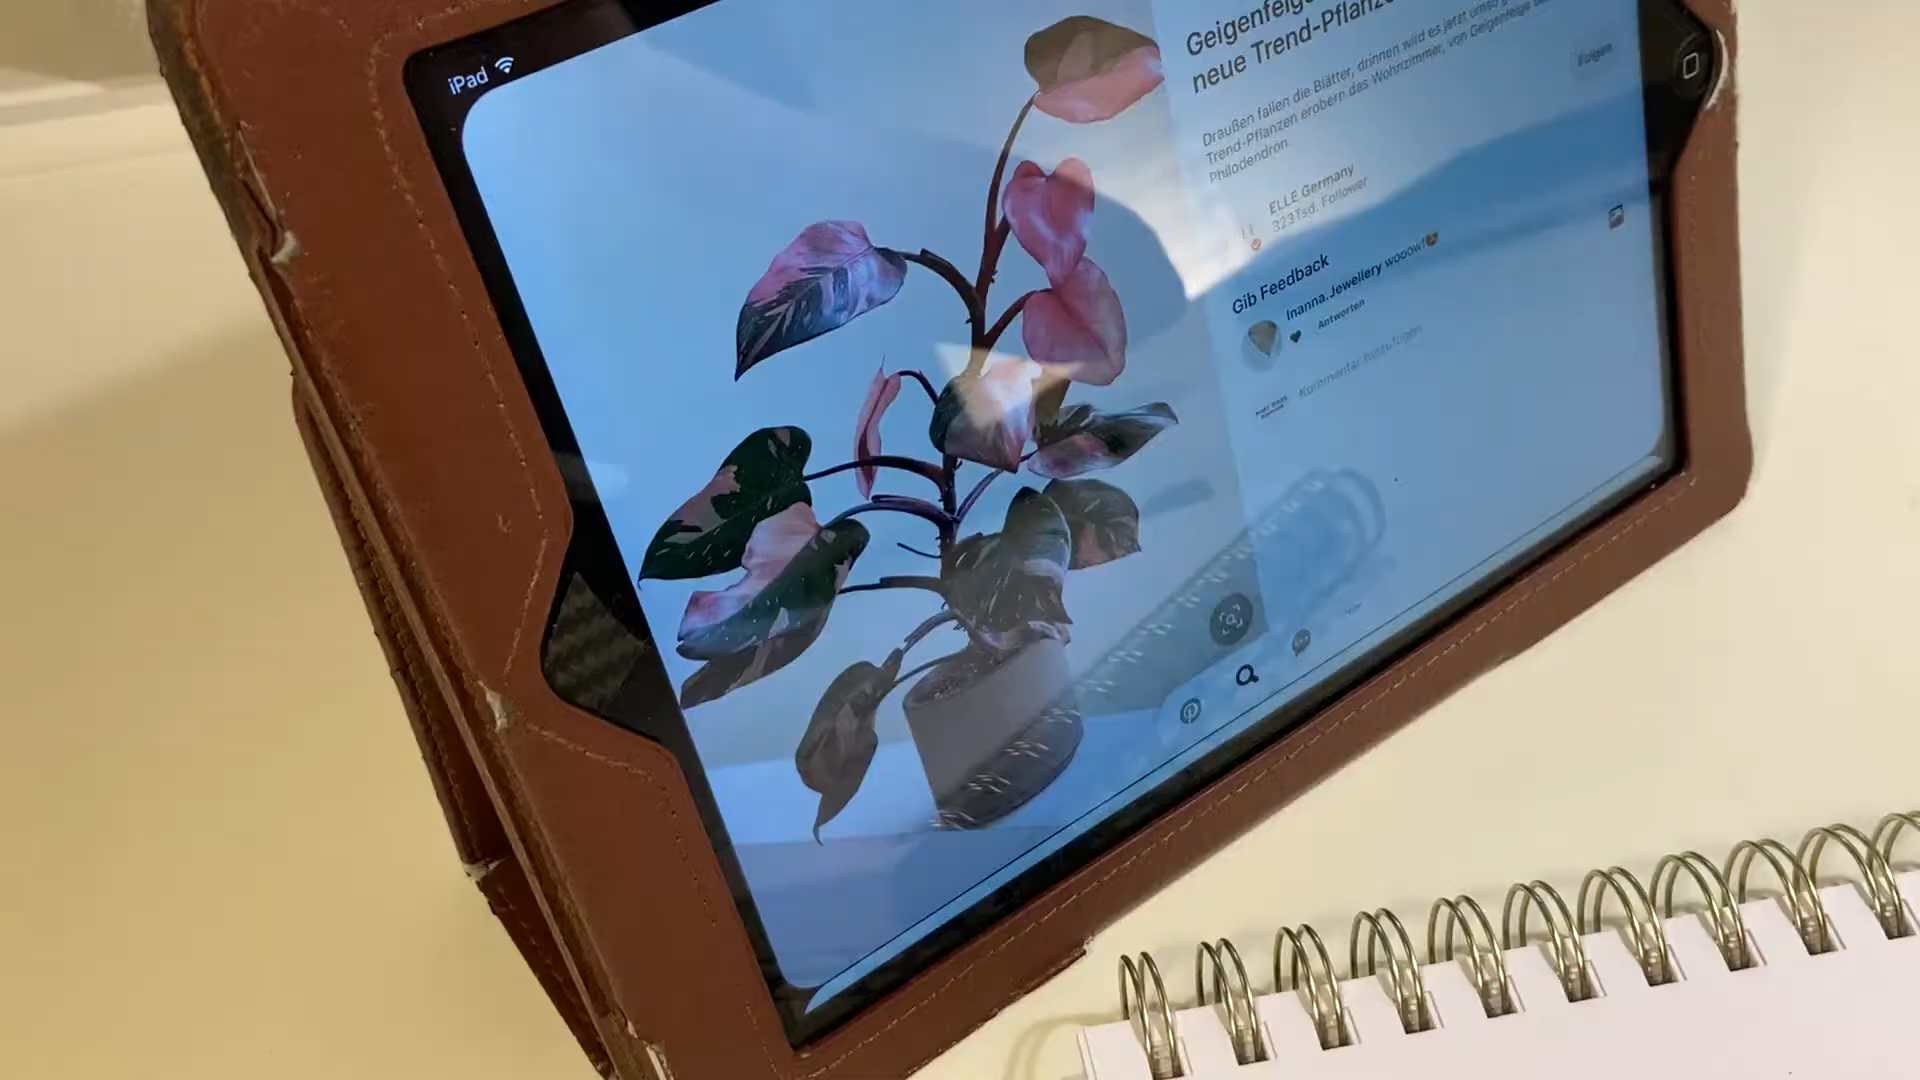 iPad
Geigenfeige
neue Trend-Pflanze
Draußen fallen die Blätter, drinnen wird es jetzt umso
Trend-Pflanzen erobern das Wohnzimmer, von Geigenfeige
Philodendron.
Folgen
ELLE Germany
323Tsd. Follower
Gib Feedback
Inanna.Jewellery wooow!😍
Antworten
Kommentar hinzufügen